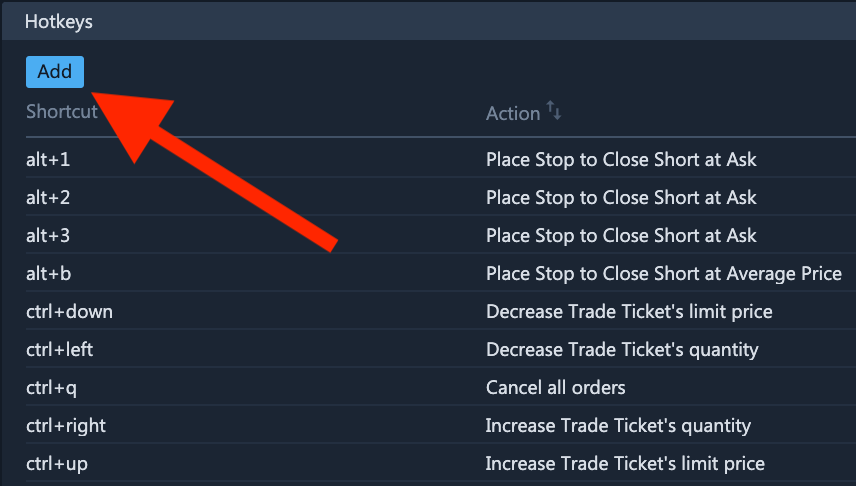 Hotkeys
Add
Shortcut Action
alt+1 Place Stop to Close Short at Ask
alt+2 Place Stop to Close Short at Ask
alt+3 Place Stop to Close Short at Ask
alt+b Place Stop to Close Short at Average Price
ctrl+down Decrease Trade Ticket's limit price
ctrl+left Decrease Trade Ticket's quantity
ctrl+q Cancel all orders
ctrl+right Increase Trade Ticket's quantity
ctrl+up Increase Trade Ticket's limit price